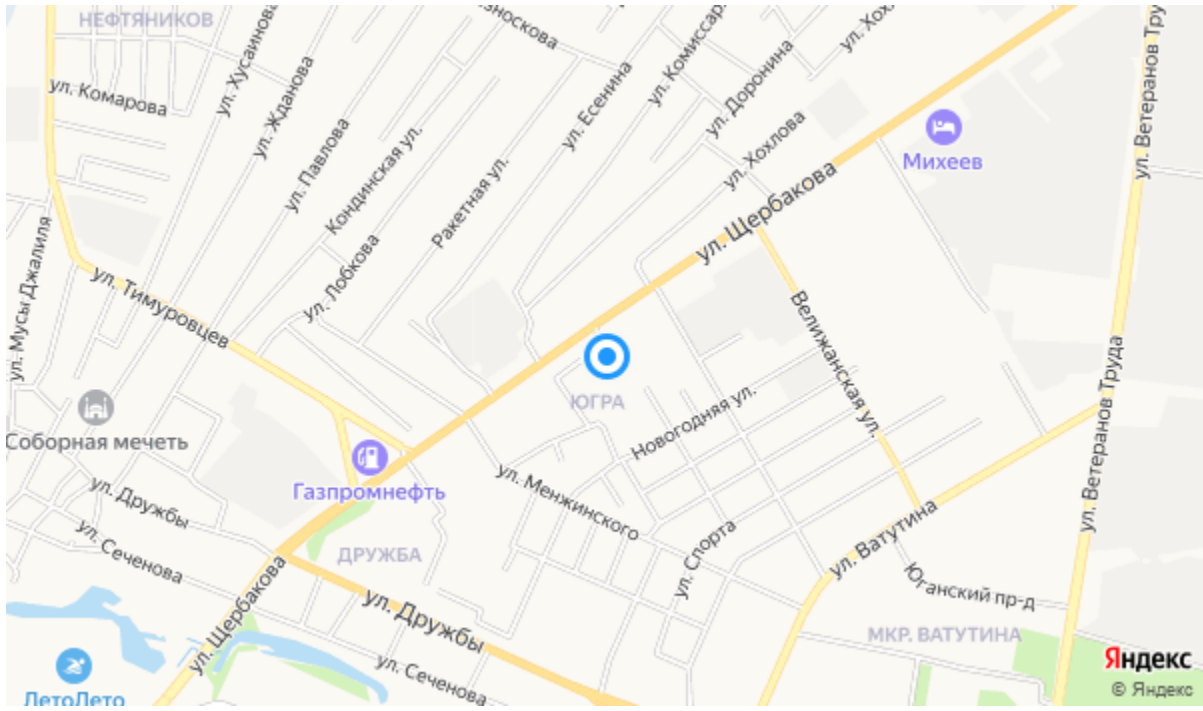 НЕФТЯНИКОВ
ул. Хусаинова
ул. Комиссар
ул. Хох
ул. Ветеранов Тру
ул. Комарова
ул. Жданова
ул. Павлова
Кондинская ул.
ул. Есенина
ул. Доронина
ул. Хохлова
Михеев
Ракетная ул.
ул. Щербакова
ул. Мусы Джалиля
ул. Тимуровцев
ул. Лобкова
Велижанская ул.
ул. Ветеранов Труда
ЮГРА
Новогодняя ул.
Соборная мечеть
Газпромнефть
ул. Менжинского
ул. Дружбы
ул. Сеченова
ДРУЖБА
ул. Спорта
ул. Ватутина
Юганский пр-д
ул. Щербакова
ул. Дружбы
ул. Сеченова
МКР. ВАТУТИНА
ЛетоЛето
Яндекс
© Яндекс